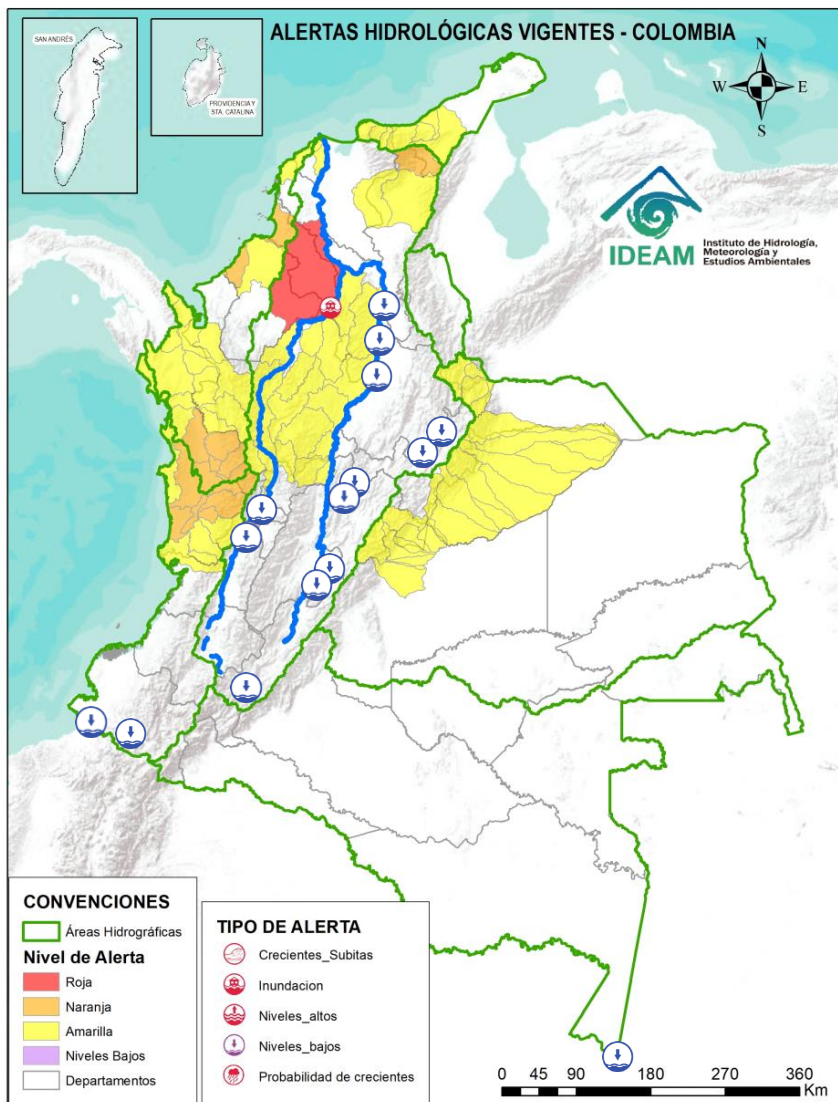 ALERTAS HIDROLÓGICAS VIGENTES - COLOMBIA
SAN ANDRÉS
PROVIDENCIA Y
STA. CATALINA
N
W
E
S
IDEAM
Instituto de Hidrología,
Meteorología y
Estudios Ambientales
CONVENCIONES
Áreas Hidrográficas
Nivel de Alerta
Roja
Naranja
Amarilla
Niveles Bajos
Departamentos
TIPO DE ALERTA
Crecientes_Subitas
Inundacion
Niveles_altos
Niveles_bajos
Probabilidad de crecientes
0 45 90 180 270 360
Km